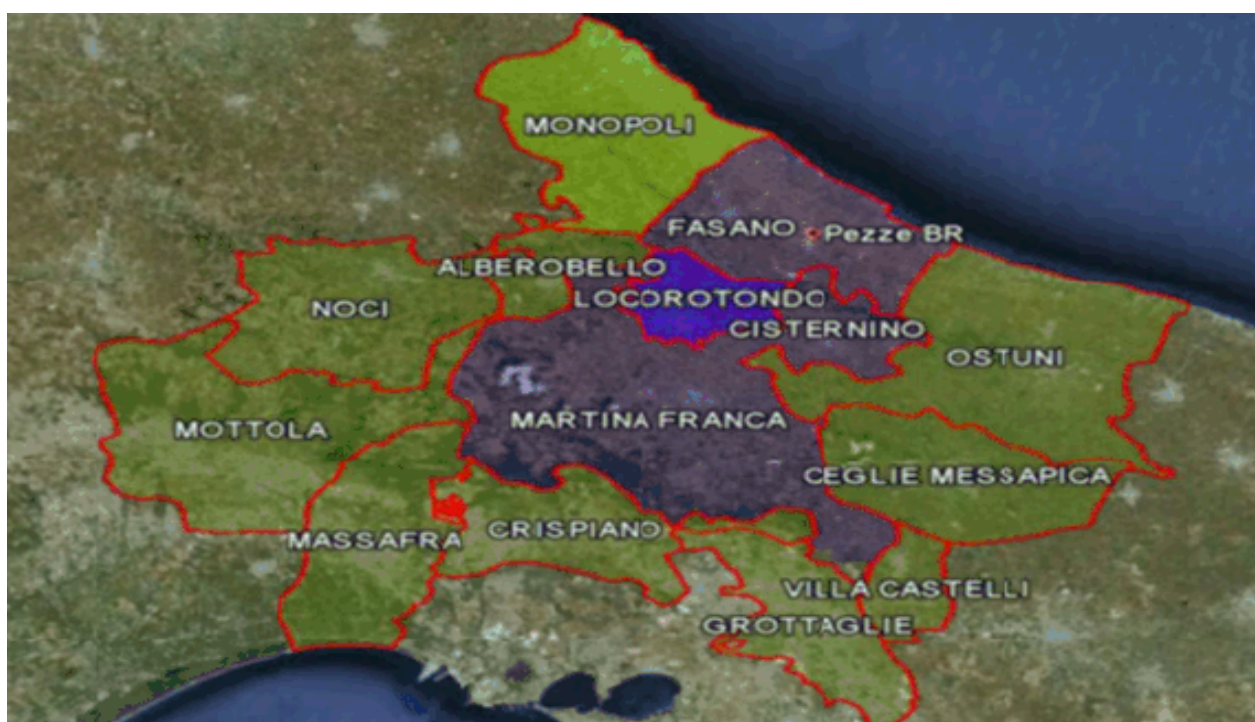 MONOPOLI
FASANO
Pezze BR
ALBEROBELLO
NOCI
LOCOROTONDO
CISTERNINO
OSTUNI
MOTTOLA
MARTINA FRANCA
CEGLIE MESSAPICA
MASSAFRA
CRISPIANO
VILLA CASTELLI
GROTTAGLIE